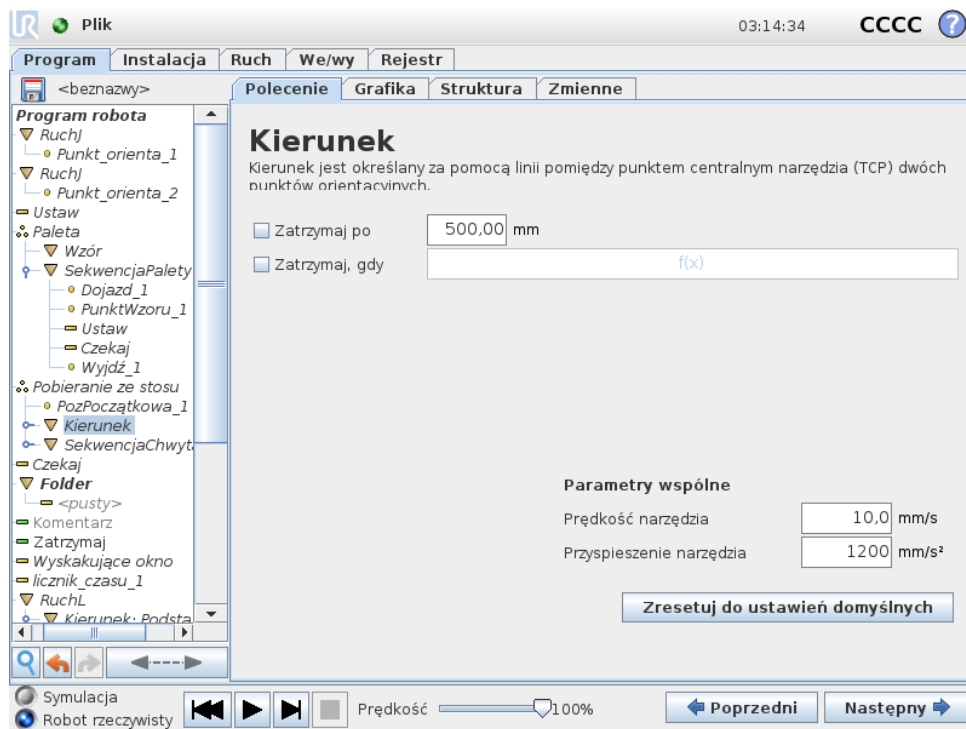 UR Plik 03:14:34 CCCC ?
Program Instalacja Ruch We/wy Rejestr
<beznazwy>
Polecenie Grafika Struktura Zmienne
Program robota
RuchJ
Punkt_orienta_1
RuchJ
Punkt_orienta_2
Ustaw
Paleta
Wzór
SekwencjaPalety
Dojazd_1
PunktWzoru_1
Ustaw
Czekaj
Wyjdź_1
Pobieranie ze stosu
PozPoczątkowa_1
Kierunek
SekwencjaChwyta
Czekaj
Folder
<pusty>
Komentarz
Zatrzymaj
Wyskakujące okno
licznik_czasu_1
RuchL
Kierunek: Podsta
Kierunek
Kierunek jest określany za pomocą linii pomiędzy punktem centralnym narzędzia (TCP) dwóch
punktów orientacyjnych.
Zatrzymaj po 500,00 mm
Zatrzymaj, gdy f(x)
Parametry wspólne
Prędkość narzędzia 10,0 mm/s
Przyspieszenie narzędzia 1200 mm/s²
Zresetuj do ustawień domyślnych
Symulacja
Robot rzeczywisty
Prędkość 100%
Poprzedni Następny